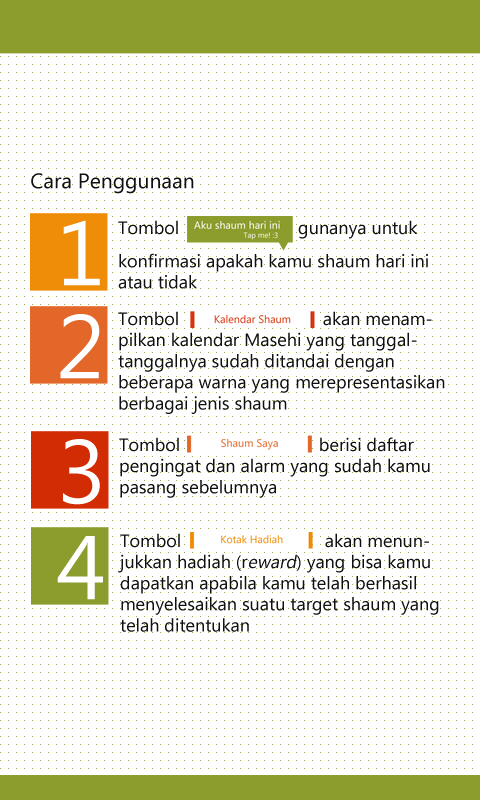 Cara Penggunaan
1
Tombol Aku shaum hari ini gunanya untuk
Tap me! :3
konfirmasi apakah kamu shaum hari ini
atau tidak
2
Tombol Kalendar Shaum akan menam-
pilkan kalendar Masehi yang tanggal-
tanggalnya sudah ditandai dengan
beberapa warna yang merepresentasikan
berbagai jenis shaum
3
Tombol Shaum Saya berisi daftar
pengingat dan alarm yang sudah kamu
pasang sebelumnya
4
Tombol Kotak Hadiah akan menun-
jukkan hadiah (reward) yang bisa kamu
dapatkan apabila kamu telah berhasil
menyelesaikan suatu target shaum yang
telah ditentukan